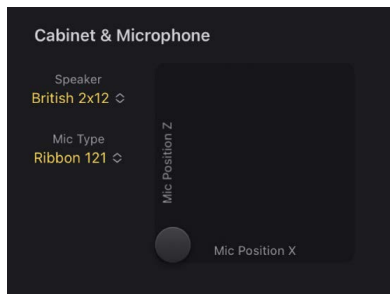 Cabinet & Microphone
Speaker
British 2x12
Mic Type
Ribbon 121
Mic Position Z
Mic Position X